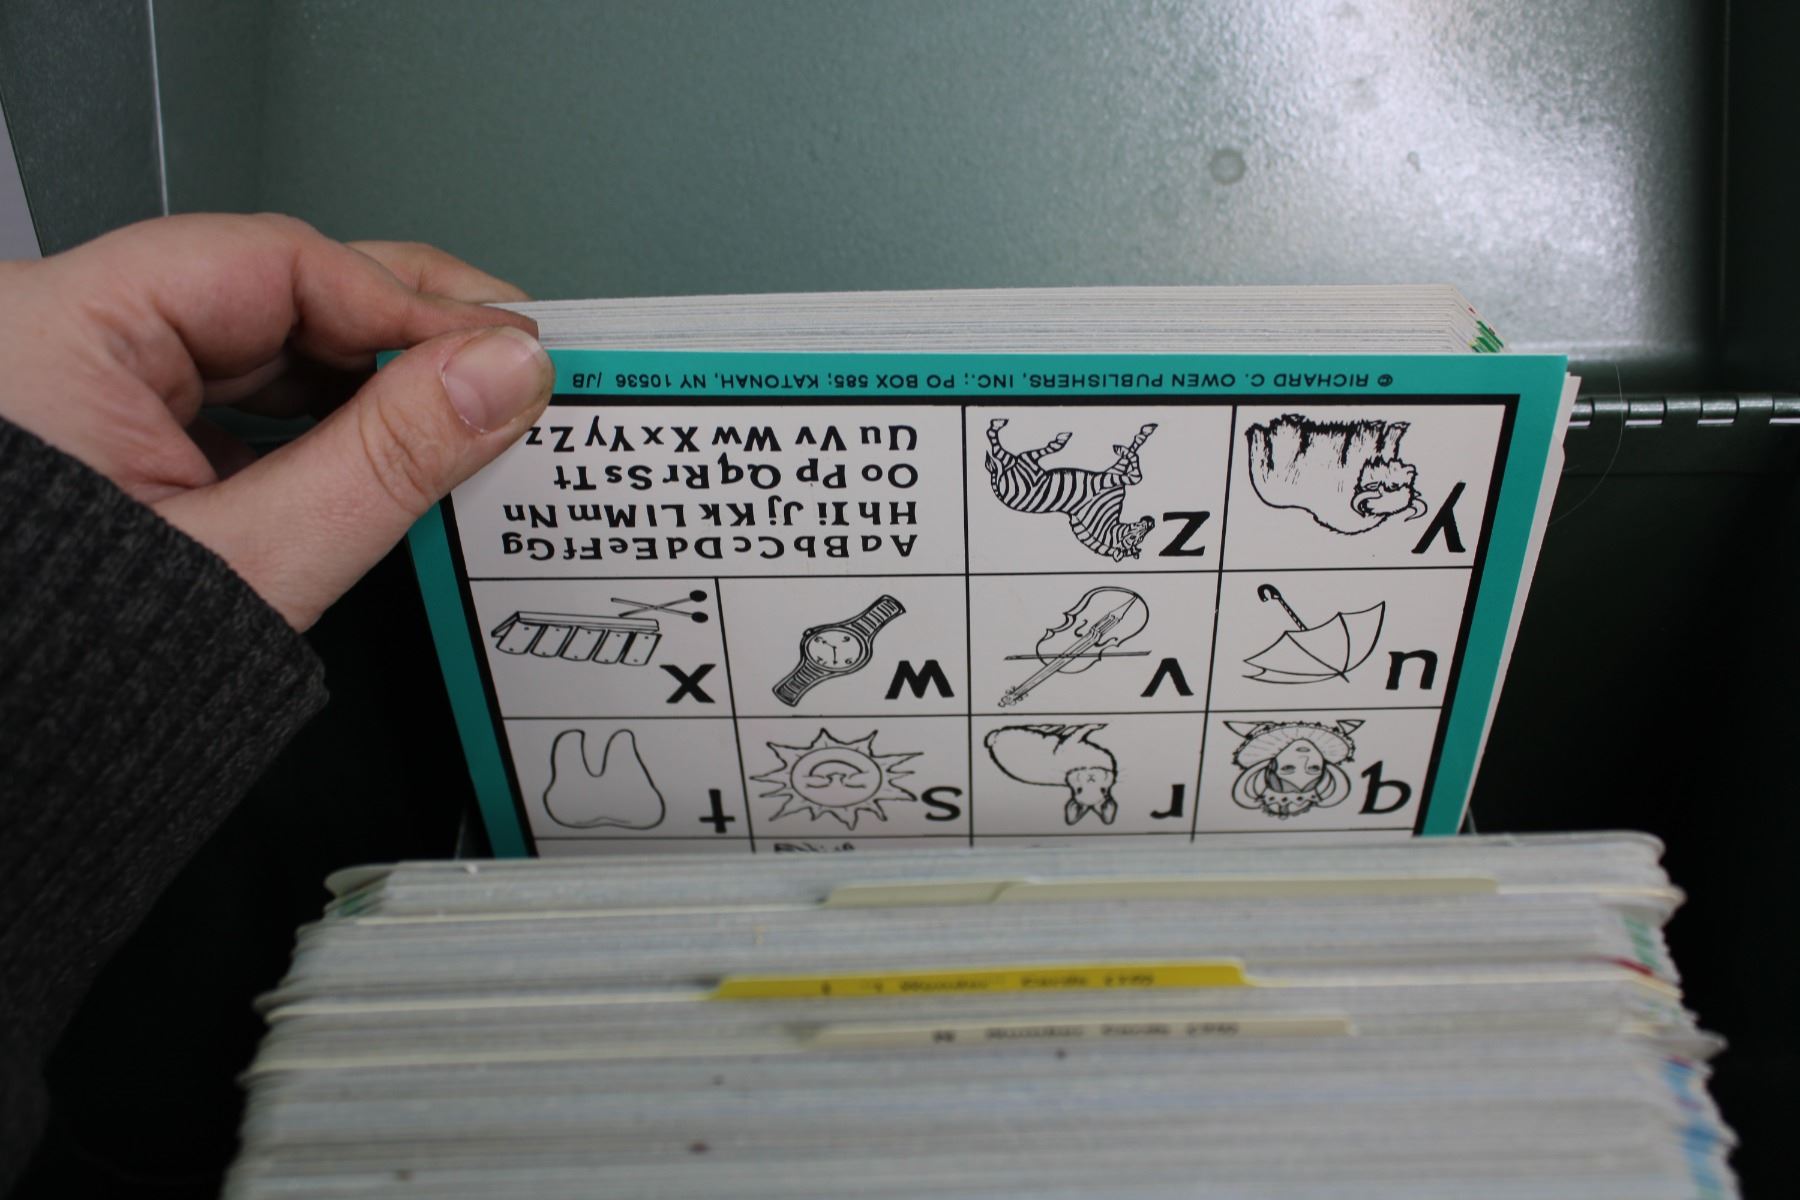 q
r
s
t
u
v
w
x
y
z
Aa Bb Cc Dd Ee Ff Gg
Hh Ii Jj Kk Ll Mm Nn
Oo Pp Qq Rr Ss Tt
Uu Vv Ww Xx Yy Zz
© RICHARD C. OWEN PUBLISHERS, INC.; PO BOX 585; KATONAH, NY 10536 /JB